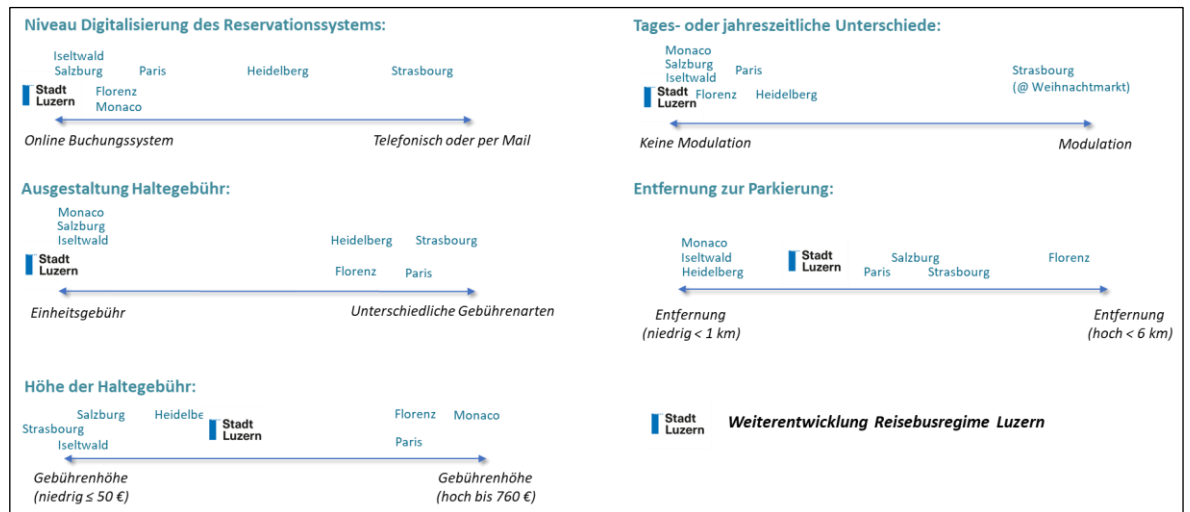 Niveau Digitalisierung des Reservationssystems:
Iseltwald
Salzburg Paris Heidelberg Strasbourg
Stadt
Luzern
Florenz
Monaco
Online Buchungssystem Telefonisch oder per Mail
Tages- oder jahreszeitliche Unterschiede:
Monaco
Salzburg
Iseltwald
Paris
Strasbourg
(@ Weihnachtmarkt)
Stadt
Luzern
Florenz Heidelberg
Keine Modulation Modulation
Ausgestaltung Haltegebühr:
Monaco
Salzburg
Iseltwald
Heidelberg Strasbourg
Stadt
Luzern
Florenz Paris
Einheitsgebühr Unterschiedliche Gebührenarten
Entfernung zur Parkierung:
Monaco
Iseltwald
Heidelberg
Stadt
Luzern
Salzburg
Paris Strasbourg
Florenz
Entfernung
(niedrig < 1 km)
Entfernung
(hoch < 6 km)
Höhe der Haltegebühr:
Salzburg
Strasbourg
Iseltwald
Heidelbe
Stadt
Luzern
Florenz Monaco
Paris
Gebührenhöhe
(niedrig ≤ 50 €)
Gebührenhöhe
(hoch bis 760 €)
Stadt
Luzern
Weiterentwicklung Reisebusregime Luzern